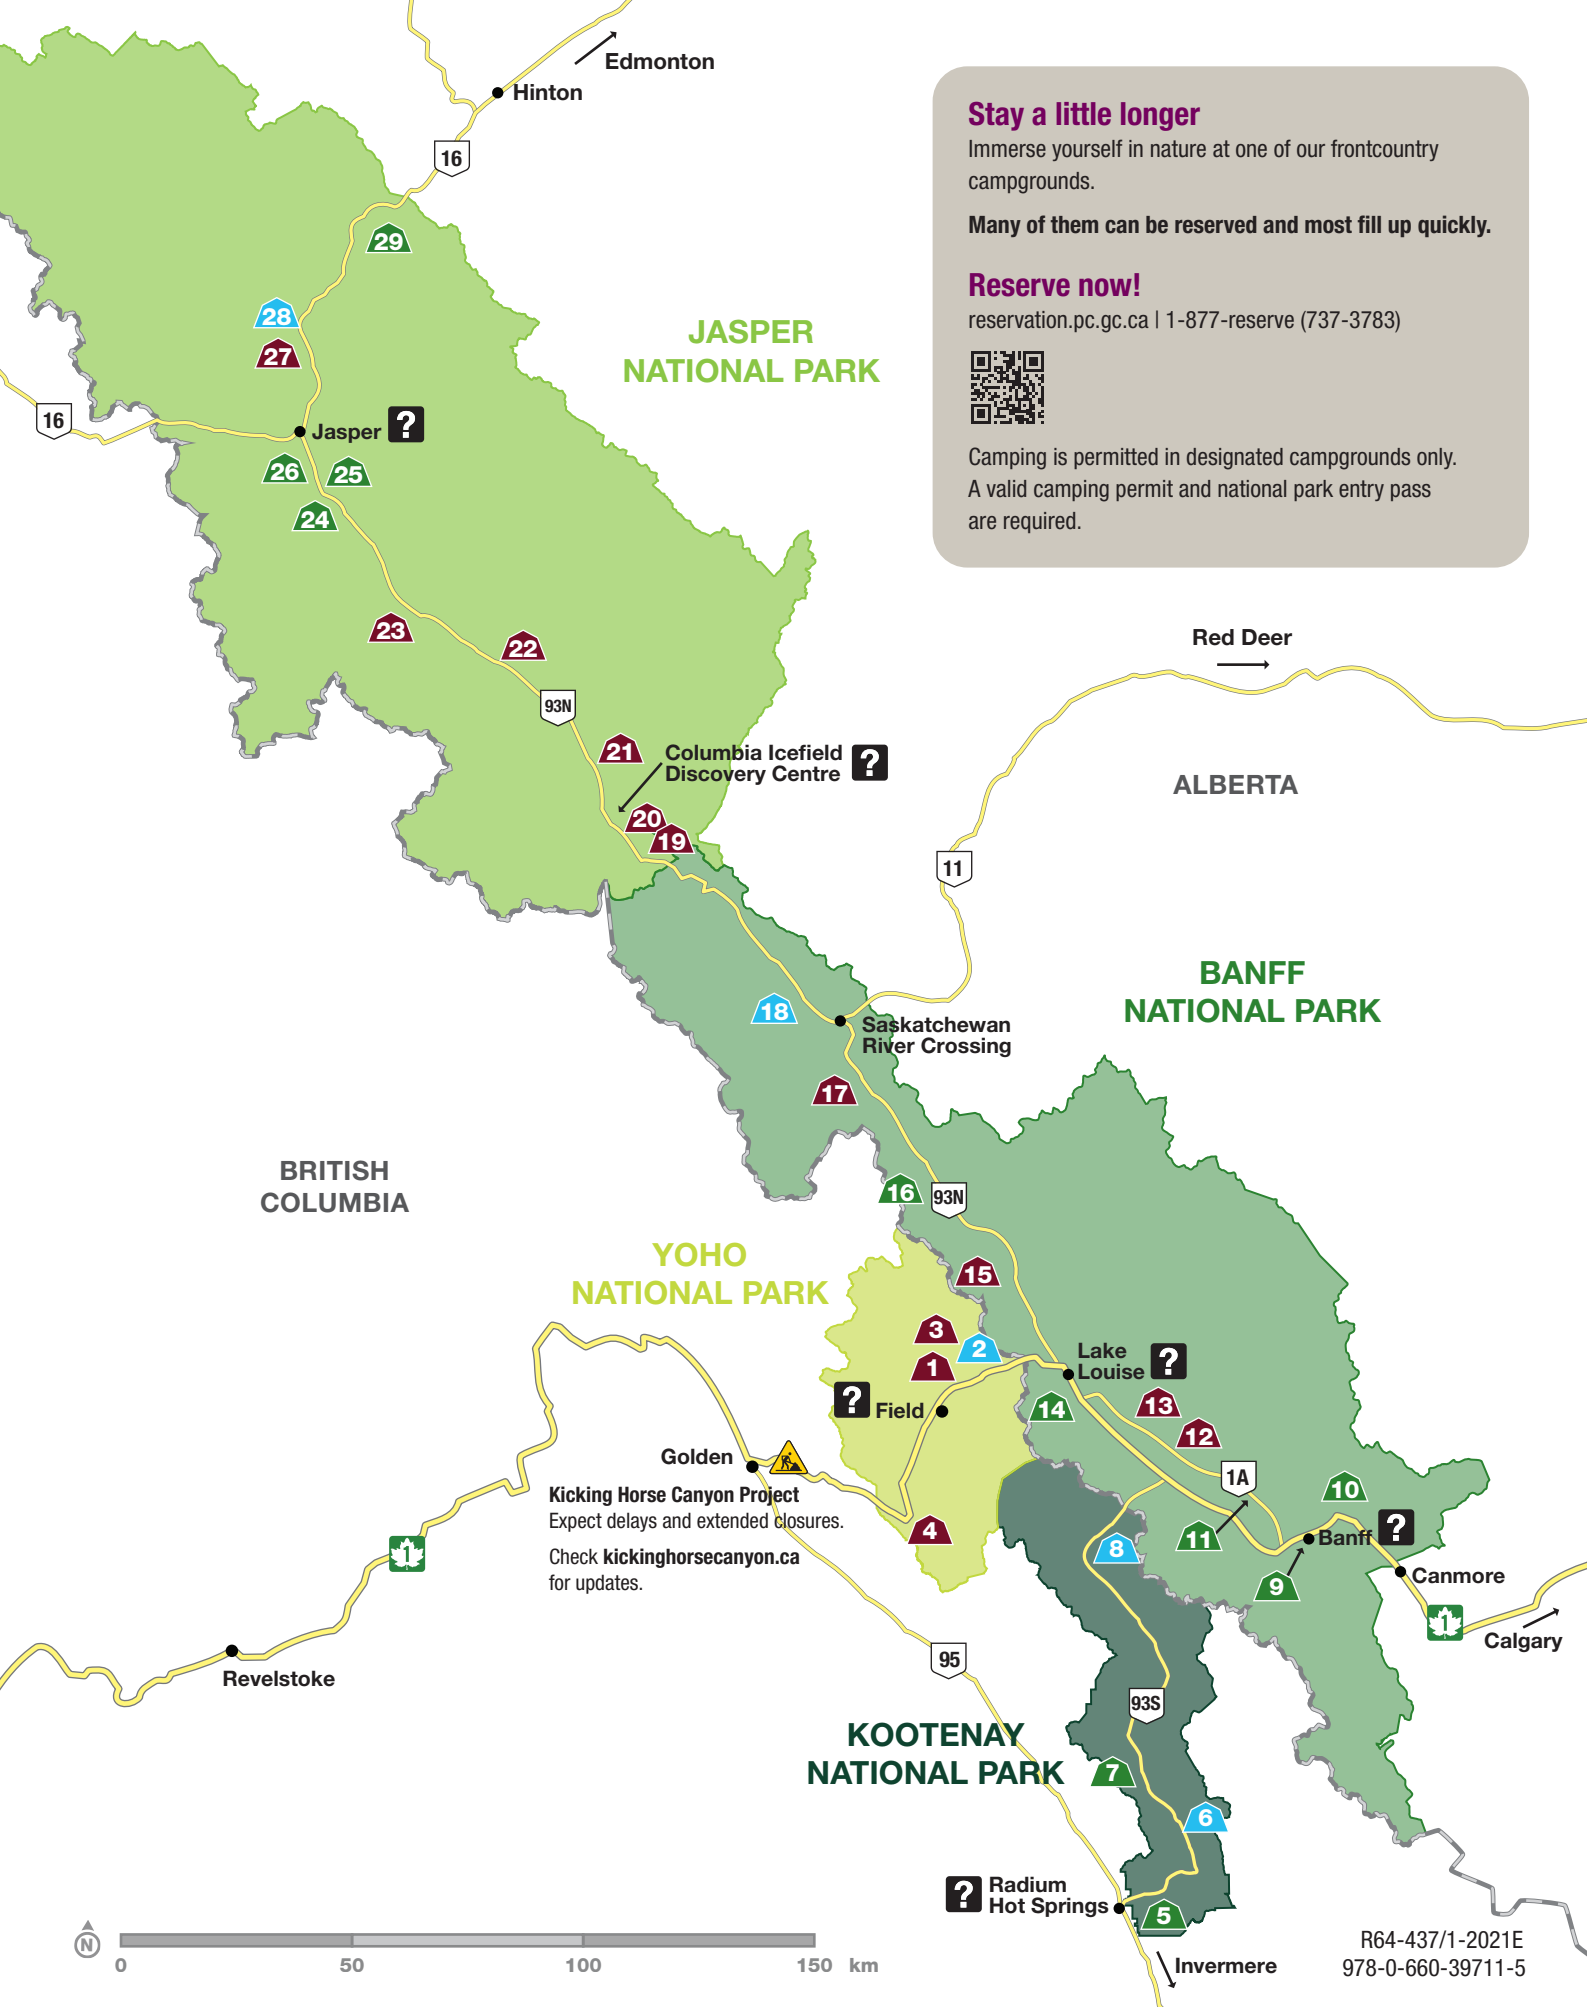 Edmonton
Hinton
16
Stay a little longer
Immerse yourself in nature at one of our frontcountry
campgrounds.
Many of them can be reserved and most fill up quickly.
Reserve now!
reservation.pc.gc.ca | 1-877-reserve (737-3783)
Camping is permitted in designated campgrounds only.
A valid camping permit and national park entry pass
are required.
29
28
27
JASPER
NATIONAL PARK
16
Jasper ?
26
25
24
23
22
Red Deer
93N
21
Columbia Icefield
Discovery Centre
?
ALBERTA
20
19
11
BANFF
NATIONAL PARK
18
Saskatchewan
River Crossing
17
BRITISH
COLUMBIA
16
93N
YOHO
NATIONAL PARK
15
3
2
1
Lake
Louise
?
? Field
14
13
12
Golden
1A
10
Kicking Horse Canyon Project
Expect delays and extended closures.
Check kickinghorsecanyon.ca
for updates.
4
11
Banff ?
8
1
9
Canmore
1
Calgary
95
Revelstoke
93S
KOOTENAY
NATIONAL PARK
7
6
?
Radium
Hot Springs
5
N
0 50 100 150 km
Invermere
R64-437/1-2021E
978-0-660-39711-5